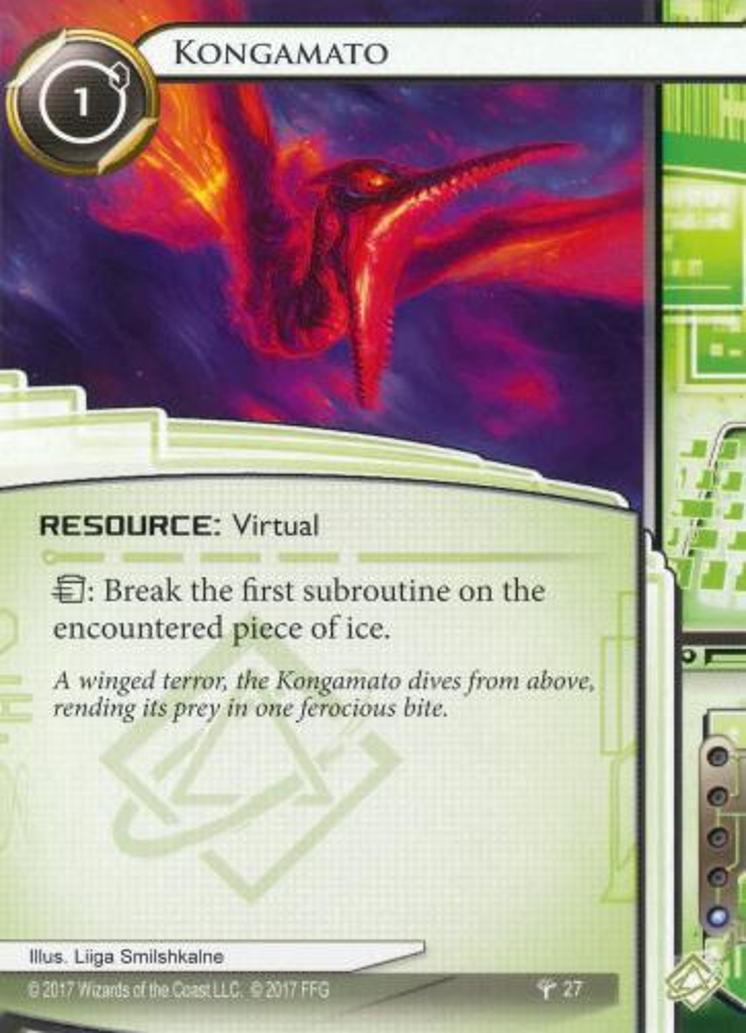 1
KONGAMATO
RESOURCE: Virtual
: Break the first subroutine on the
encountered piece of ice.
A winged terror, the Kongamato dives from above,
rending its prey in one ferocious bite.
Illus. Liiga Smilshkalne
© 2017 Wizards of the Coast LLC. © 2017 FFG
27